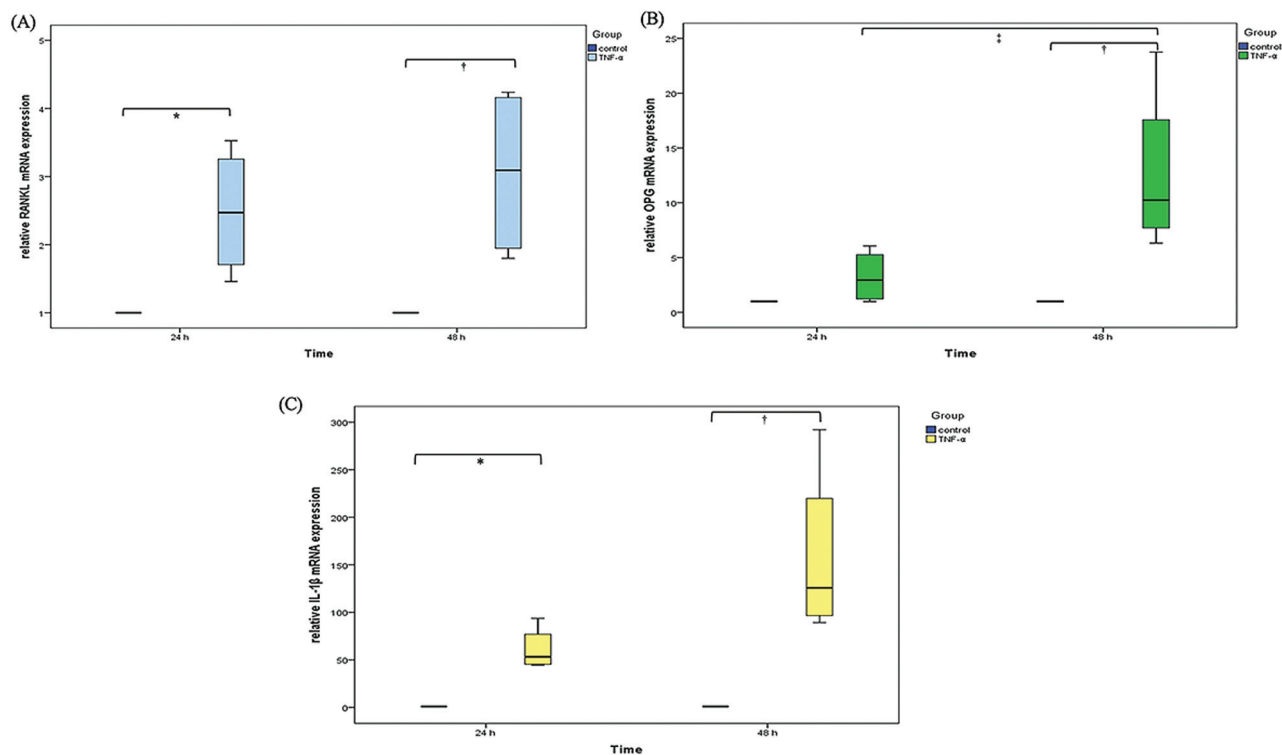 (A)
relative RANKL mRNA expression
5
4
3
2
1
*
†
24 h
48 h
Time
Group
control
TNF-α
(B)
relative OPG mRNA expression
25
20
15
10
5
0
‡
†
24 h
48 h
Time
Group
control
TNF-α
(C)
relative IL-1β mRNA expression
300
250
200
150
100
50
0
*
†
24 h
48 h
Time
Group
control
TNF-α